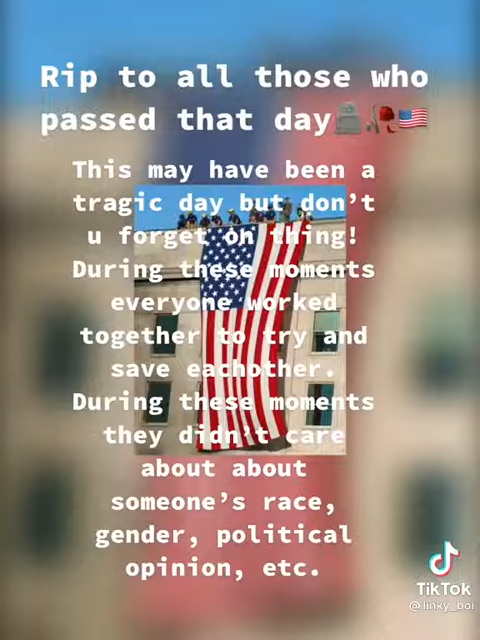 Rip to all those who
passed that day🪦🥀🇺🇸
This may have been a
tragic day but don't
u forget on thing!
During these moments
everyone worked
together to try and
save eachother.
During these moments
they didn't care
about about
someone's race,
gender, political
opinion, etc.
TikTok
@linky_boi